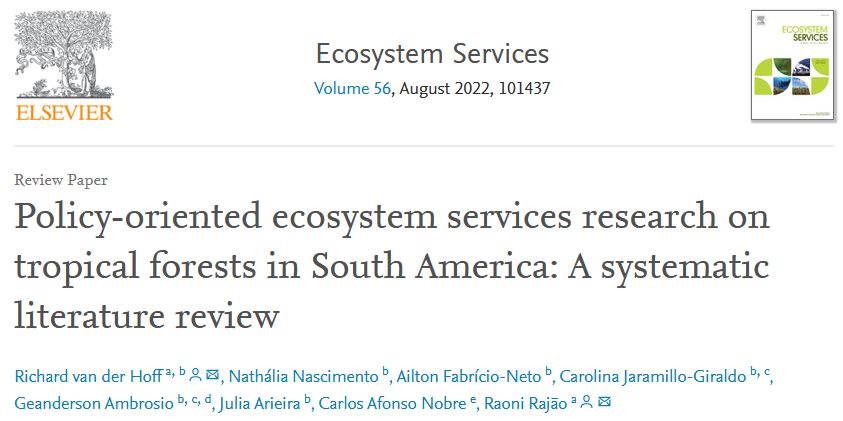 ELSEVIER
Ecosystem Services
Volume 56, August 2022, 101437
ECOSYSTEM
SERVICES
Review Paper
Policy-oriented ecosystem services research on
tropical forests in South America: A systematic
literature review
Richard van der Hoff a, b, Nathália Nascimento b, Ailton Fabrício-Neto b, Carolina Jaramillo-Giraldo b, c,
Geanderson Ambrosio b, c, d, Julia Arieira b, Carlos Afonso Nobre e, Raoni Rajão a